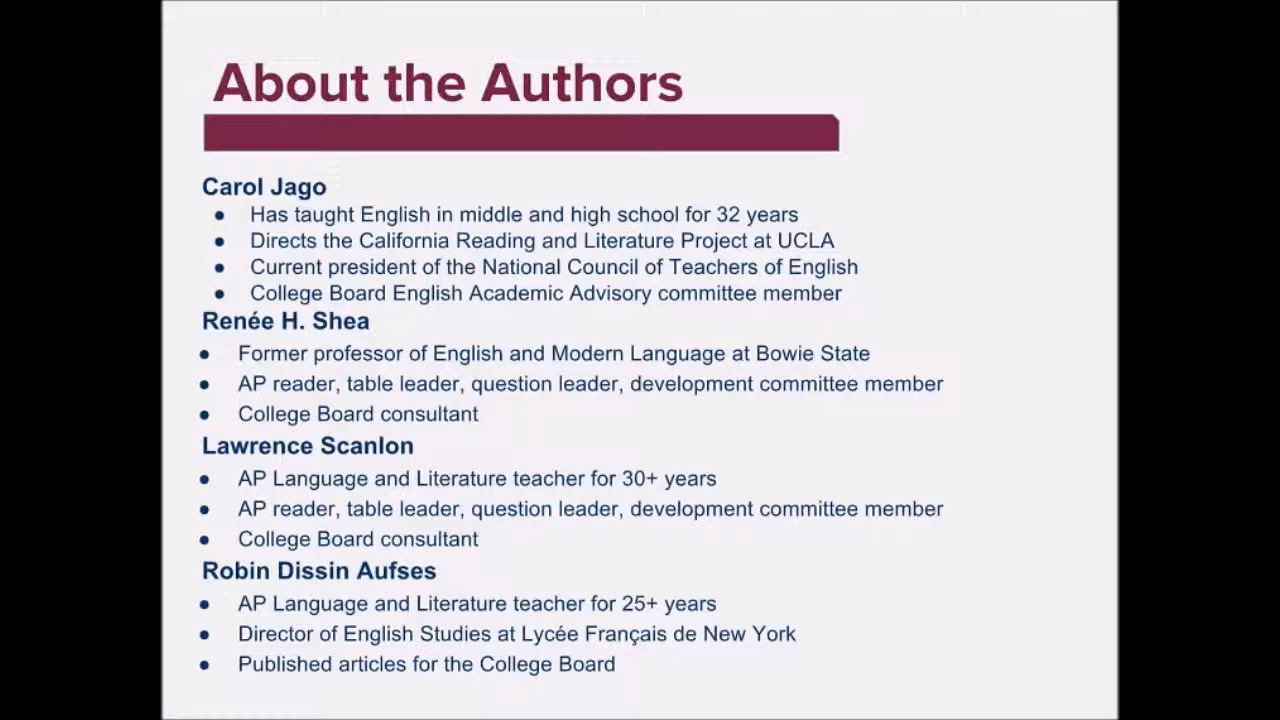 About the Authors
Carol Jago
● Has taught English in middle and high school for 32 years
● Directs the California Reading and Literature Project at UCLA
● Current president of the National Council of Teachers of English
● College Board English Academic Advisory committee member
Renée H. Shea
● Former professor of English and Modern Language at Bowie State
● AP reader, table leader, question leader, development committee member
● College Board consultant
Lawrence Scanlon
● AP Language and Literature teacher for 30+ years
● AP reader, table leader, question leader, development committee member
● College Board consultant
Robin Dissin Aufses
● AP Language and Literature teacher for 25+ years
● Director of English Studies at Lycée Français de New York
● Published articles for the College Board